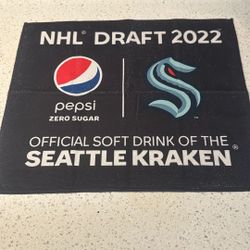 NHL® DRAFT 2022
pepsi
ZERO SUGAR
OFFICIAL SOFT DRINK OF THE
SEATTLE KRAKEN®